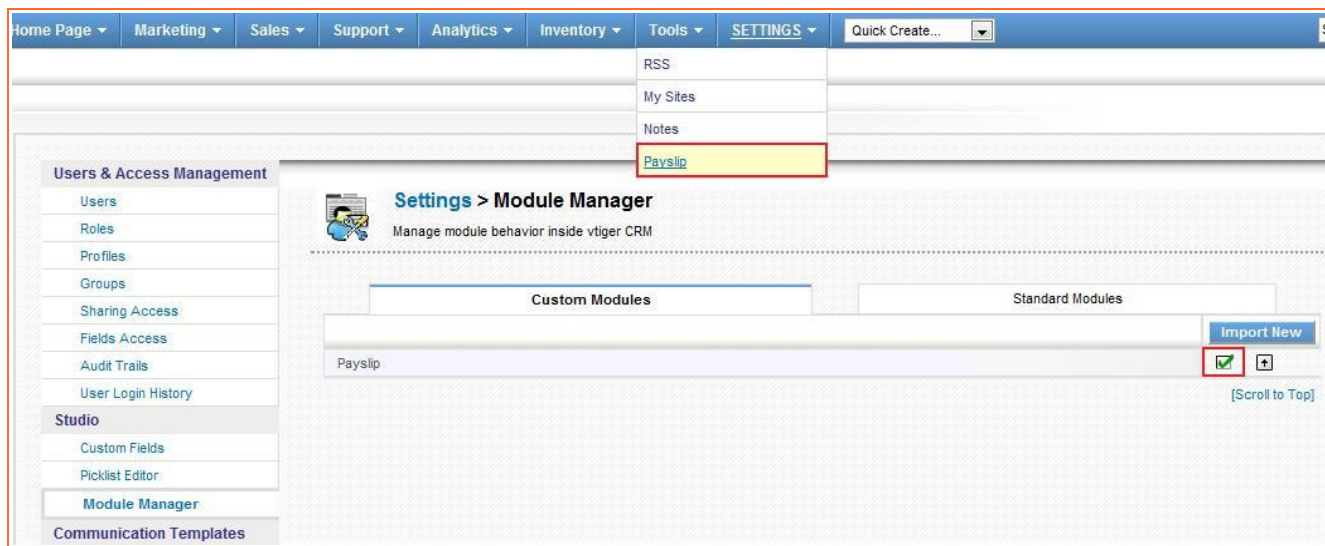 Home Page Marketing Sales Support Analytics Inventory Tools SETTINGS Quick Create...
RSS
My Sites
Notes
Payslip
Users & Access Management
Users
Roles
Profiles
Groups
Sharing Access
Fields Access
Audit Trails
User Login History
Studio
Custom Fields
Picklist Editor
Module Manager
Communication Templates
Settings > Module Manager
Manage module behavior inside vtiger CRM
Custom Modules Standard Modules
Import New
Payslip
[Scroll to Top]